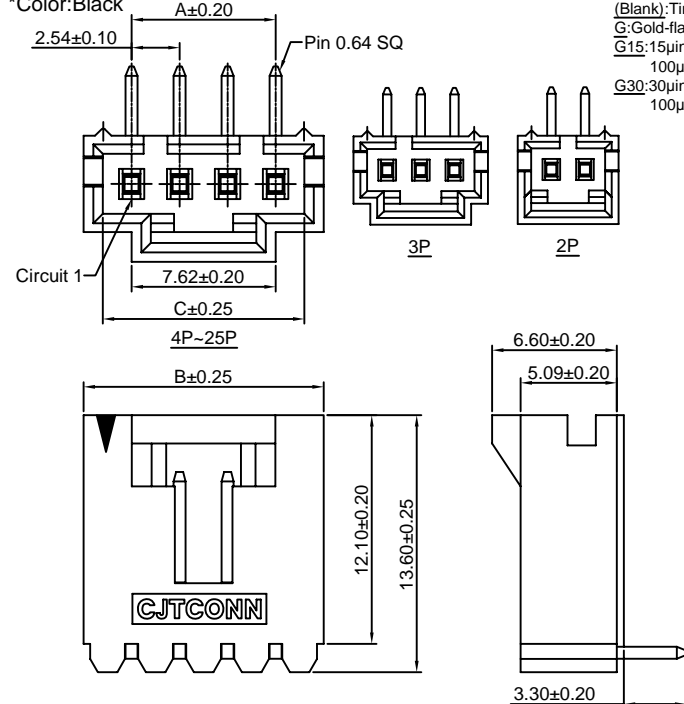 *Color:Black
A±0.20
2.54±0.10
Pin 0.64 SQ
(Blank):Tin
G:Gold-fla
G15:15μin
100μ
G30:30μin
100μ
3P
2P
Circuit 1
7.62±0.20
C±0.25
4P~25P
B±0.25
6.60±0.20
5.09±0.20
12.10±0.20
13.60±0.25
CJTCONN
3.30±0.20